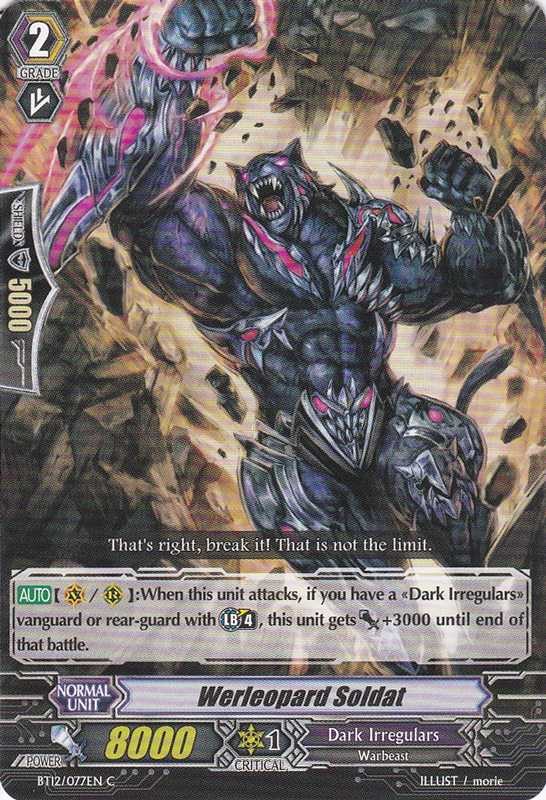 2
GRADE
SHIELD
5000
That's right, break it! That is not the limit.
AUTO【 V / R 】:When this unit attacks, if you have a «Dark Irregulars»
vanguard or rear-guard with LB 4, this unit gets +3000 until end of
that battle.
NORMAL
UNIT
Werleopard Soldat
POWER
8000
1
CRITICAL
Dark Irregulars
Warbeast
BT12/077EN C
ILLUST / morie